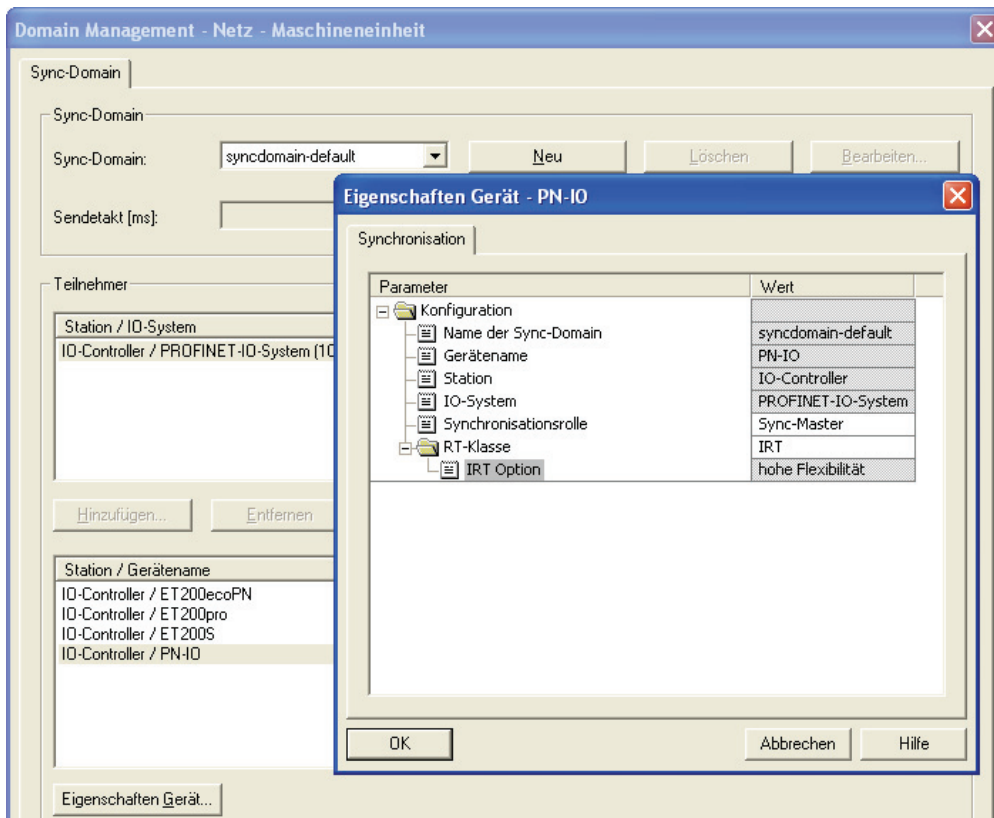 Domain Management - Netz - Maschineneinheit
Sync-Domain
Sync-Domain
Sync-Domain:
syncdomain-default
Neu
Löschen
Bearbeiten...
Sendetakt [ms]:
Teilnehmer
Station / IO-System
IO-Controller / PROFINET-IO-System (10
Hinzufügen...
Entfernen
Station / Gerätename
IO-Controller / ET200ecoPN
IO-Controller / ET200pro
IO-Controller / ET200S
IO-Controller / PN-IO
Eigenschaften Gerät...
Eigenschaften Gerät - PN-IO
Synchronisation
Parameter Wert
Konfiguration
Name der Sync-Domain syncdomain-default
Gerätename PN-IO
Station IO-Controller
IO-System PROFINET-IO-System
Synchronisationsrolle Sync-Master
RT-Klasse IRT
IRT Option hohe Flexibilität
OK
Abbrechen
Hilfe